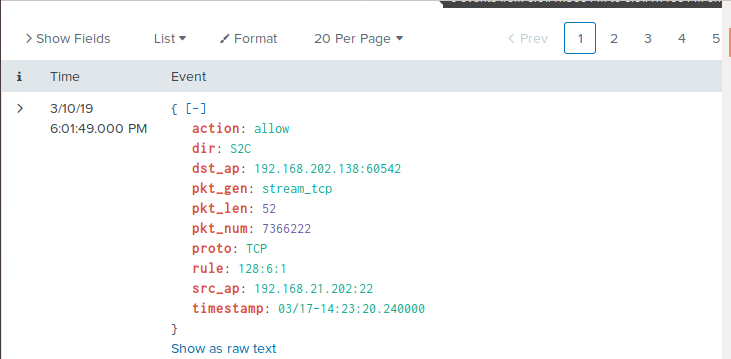 Show Fields List Format 20 Per Page < Prev 1 2 3 4 5
i Time Event
3/10/19 { [-]
6:01:49.000 PM action: allow
dir: S2C
dst_ap: 192.168.202.138:60542
pkt_gen: stream_tcp
pkt_len: 52
pkt_num: 7366222
proto: TCP
rule: 128:6:1
src_ap: 192.168.21.202:22
timestamp: 03/17-14:23:20.240000
}
Show as raw text